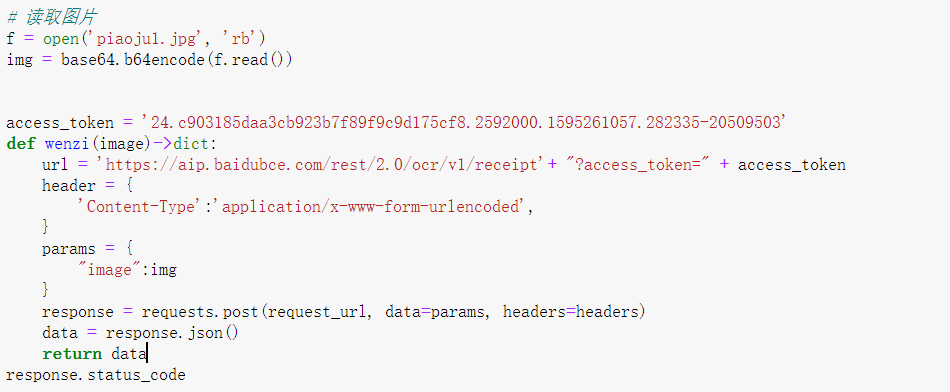 # 读取图片
f = open('piaoju1.jpg', 'rb')
img = base64.b64encode(f.read())
access_token = '24.c903185daa3cb923b7f89f9c9d175cf8.2592000.1595261057.282335-20509503'
def wenzi(image)->dict:
    url = 'https://aip.baidubce.com/rest/2.0/ocr/v1/receipt'+ "?access_token=" + access_token
    header = {
        'Content-Type':'application/x-www-form-urlencoded',
    }
    params = {
        "image":img
    }
    response = requests.post(request_url, data=params, headers=headers)
    data = response.json()
    return data
response.status_code